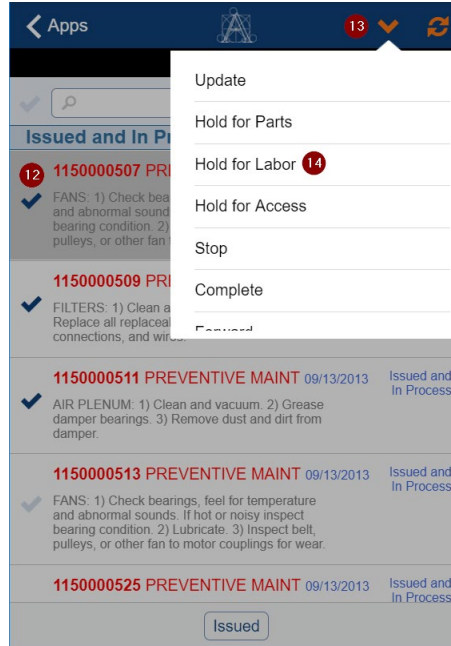 Apps
13
Update
Hold for Parts
Hold for Labor 14
Hold for Access
Stop
Complete
Forward
Issued and In Pr
12 1150000507 PRE
FANS: 1) Check bea
and abnormal sound
bearing condition. 2)
pulleys, or other fan
1150000509 PRE
FILTERS: 1) Clean a
Replace all replaceal
connections, and wires.
1150000511 PREVENTIVE MAINT 09/13/2013 Issued and
In Process
AIR PLENUM: 1) Clean and vacuum. 2) Grease
damper bearings. 3) Remove dust and dirt from
damper.
1150000513 PREVENTIVE MAINT 09/13/2013 Issued and
In Process
FANS: 1) Check bearings, feel for temperature
and abnormal sounds. If hot or noisy inspect
bearing condition. 2) Lubricate. 3) Inspect belt,
pulleys, or other fan to motor couplings for wear.
1150000525 PREVENTIVE MAINT 09/13/2013 Issued and
In Process
Issued